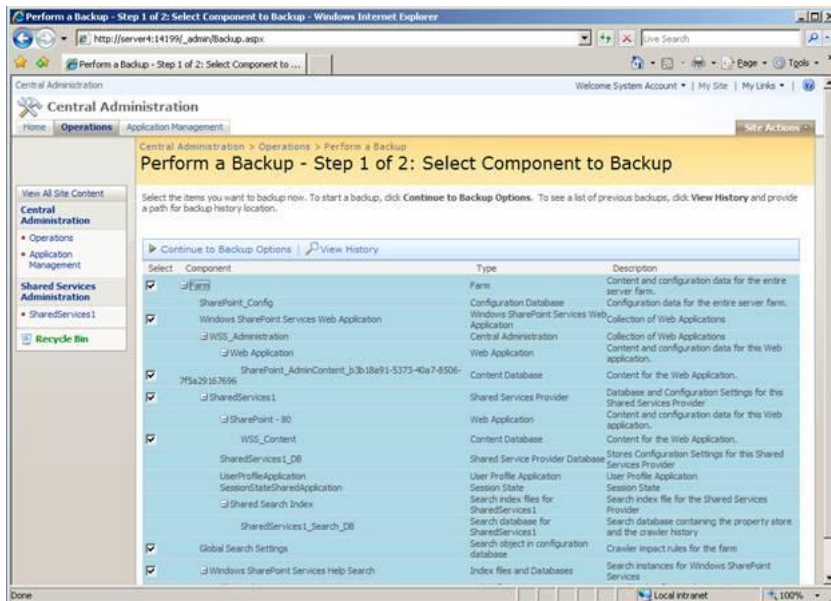 Perform a Backup - Step 1 of 2: Select Component to Backup - Windows Internet Explorer
http://server4:14199/_admin/Backup.aspx
Live Search
Perform a Backup - Step 1 of 2: Select Component to ...
Page
Tools
Central Administration
Welcome System Account | My Site | My Links |
Central Administration
Home Operations Application Management
Site Actions
Central Administration > Operations > Perform a Backup
Perform a Backup - Step 1 of 2: Select Component to Backup
View All Site Content
Central Administration
Operations
Application Management
Shared Services Administration
SharedServices1
Recycle Bin
Select the items you want to backup now. To start a backup, click Continue to Backup Options. To see a list of previous backups, click View History and provide
a path for backup history location.
Continue to Backup Options | View History
Select Component Type Description
Farm Farm Content and configuration data for the entire server farm.
SharePoint_Config Configuration Database Configuration data for the entire server farm.
Windows SharePoint Services Web Application Windows SharePoint Services Web Application Collection of Web Applications
WSS_Administration Central Administration Collection of Web Applications
Web Application Web Application Content and configuration data for this Web application.
SharePoint_AdminContent_b3b18a91-5373-40a7-8506-7f5a29167696 Content Database Content for the Web Application.
SharedServices1 Shared Services Provider Database and Configuration Settings for this Shared Services Provider
SharePoint - 80 Web Application Content and configuration data for this Web application.
WSS_Content Content Database Content for the Web Application.
SharedServices1_DB Shared Service Provider Database Stores Configuration Settings for this Shared Services Provider
UserProfileApplication User Profile Application User Profile Application
SessionStateSharedApplication Session State Session State
Shared Search Index Search index files for SharedServices1 Search index file for the Shared Services Provider
SharedServices1_Search_DB Search database for SharedServices1 Search database containing the property store and the crawler history
Global Search Settings Search object in configuration database Crawler impact rules for the farm
Windows SharePoint Services Help Search Index files and Databases Search instances for Windows SharePoint Services
Done
Local intranet
100%